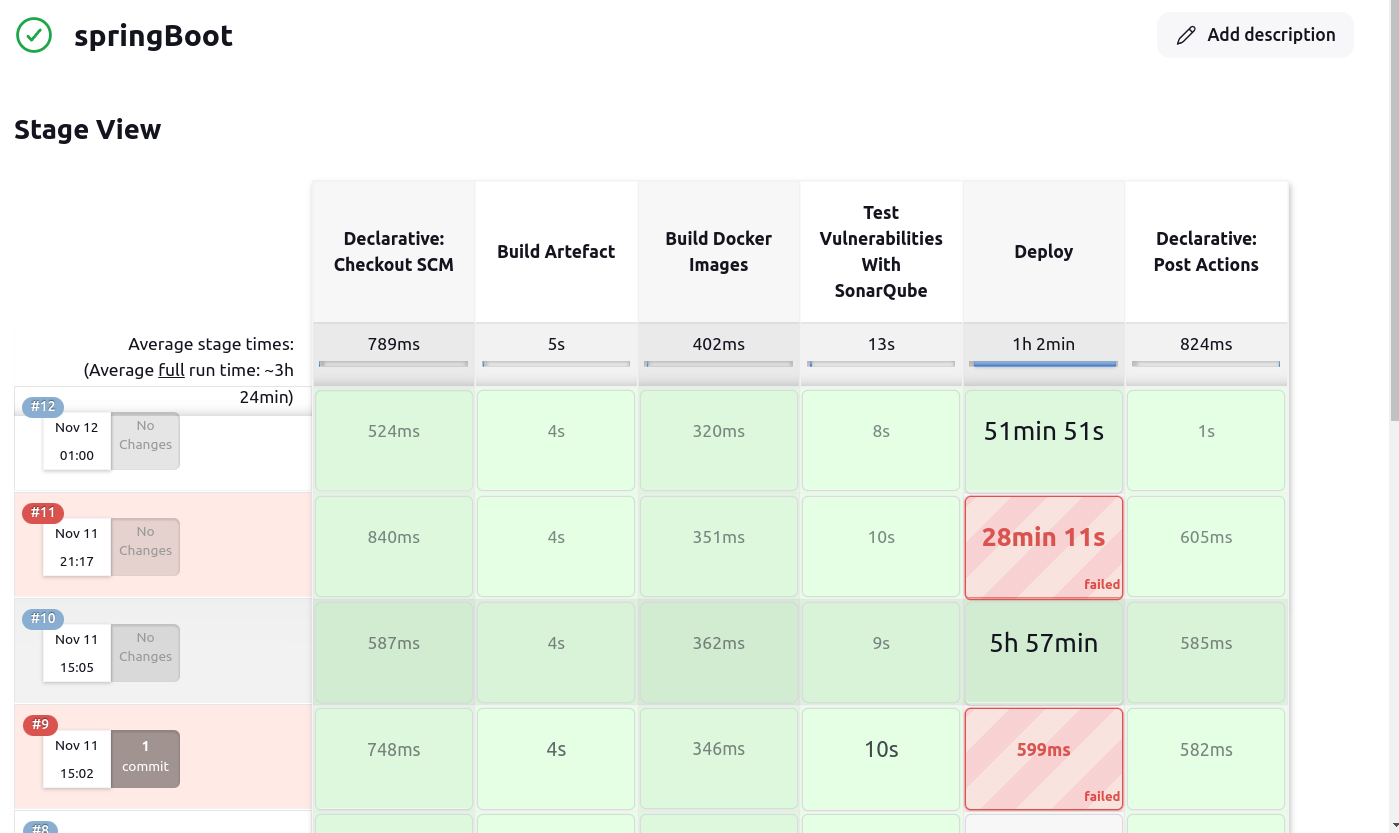 springBoot
Add description
Stage View
Declarative:
Checkout SCM
Build Artefact
Build Docker
Images
Test
Vulnerabilities
With
SonarQube
Deploy
Declarative:
Post Actions
Average stage times:
(Average full run time: ~3h
24min)
789ms
5s
402ms
13s
1h 2min
824ms
#12
Nov 12
01:00
No
Changes
524ms
4s
320ms
8s
51min 51s
1s
#11
Nov 11
21:17
No
Changes
840ms
4s
351ms
10s
28min 11s
failed
605ms
#10
Nov 11
15:05
No
Changes
587ms
4s
362ms
9s
5h 57min
585ms
#9
Nov 11
15:02
1
commit
748ms
4s
346ms
10s
599ms
failed
582ms
#8